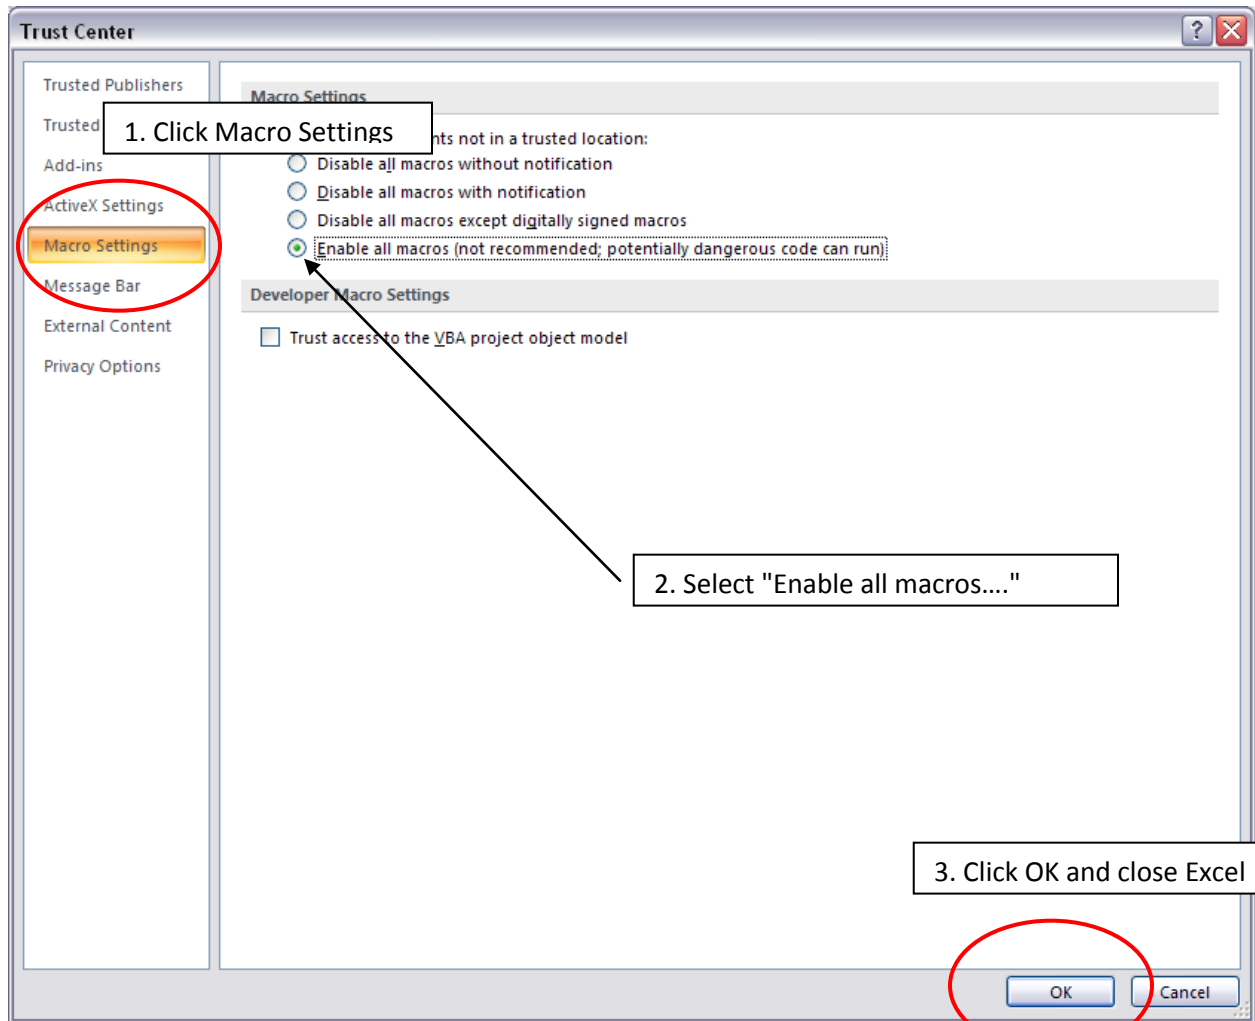 Trust Center
Trusted Publishers
Trusted
Add-ins
ActiveX Settings
Macro Settings
Message Bar
External Content
Privacy Options
1. Click Macro Settings
Macro Settings
nts not in a trusted location:
Disable all macros without notification
Disable all macros with notification
Disable all macros except digitally signed macros
Enable all macros (not recommended; potentially dangerous code can run)
Developer Macro Settings
Trust access to the VBA project object model
2. Select "Enable all macros...."
3. Click OK and close Excel
OK
Cancel